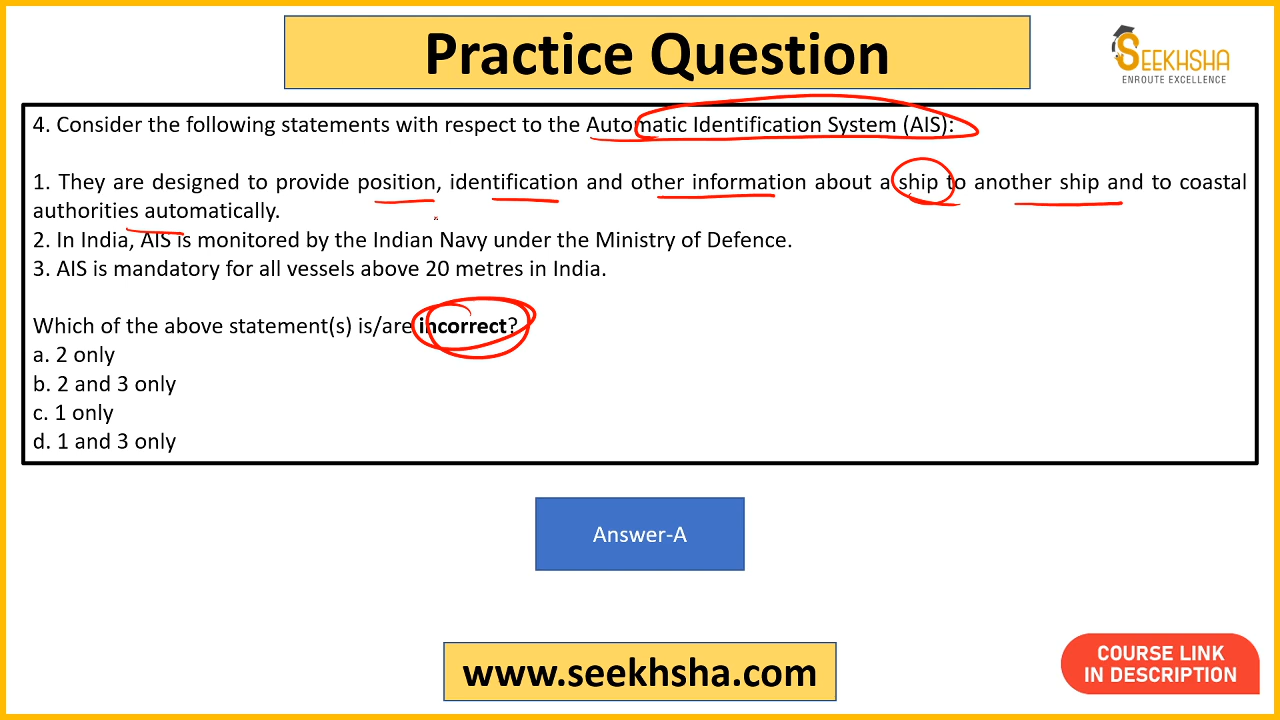 Practice Question
SEEKHSHA
ENROUTE EXCELLENCE
4. Consider the following statements with respect to the Automatic Identification System (AIS):
1. They are designed to provide position, identification and other information about a ship to another ship and to coastal
authorities automatically.
2. In India, AIS is monitored by the Indian Navy under the Ministry of Defence.
3. AIS is mandatory for all vessels above 20 metres in India.
Which of the above statement(s) is/are incorrect?
a. 2 only
b. 2 and 3 only
c. 1 only
d. 1 and 3 only
Answer-A
www.seekhsha.com
COURSE LINK
IN DESCRIPTION